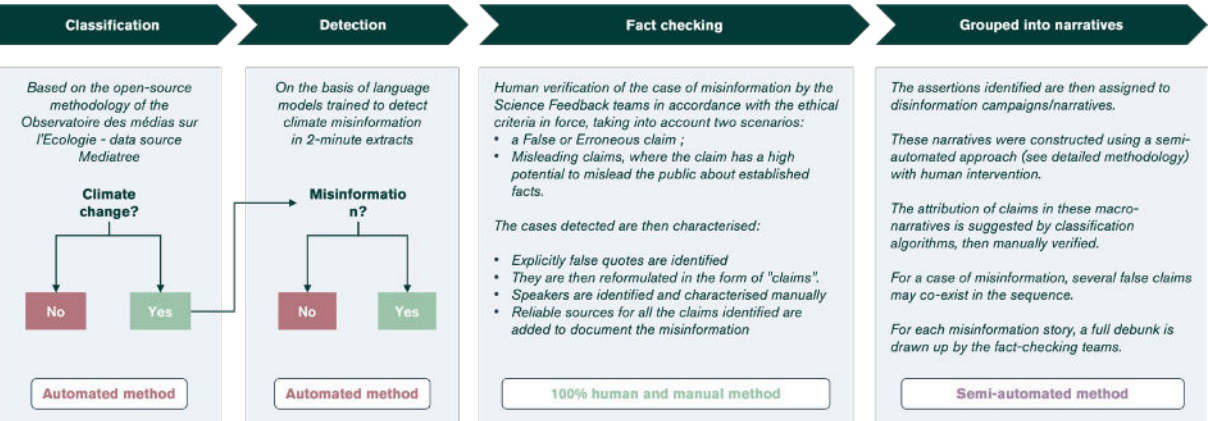 Classification
Detection
Fact checking
Grouped into narratives
Based on the open-source
methodology of the
Observatoire des médias sur
l'Ecologie - data source
Mediatree
Climate
change?
No
Yes
Automated method
On the basis of language
models trained to detect
climate misinformation
in 2-minute extracts
Misinformatio
n?
No
Yes
Automated method
Human verification of the case of misinformation by the
Science Feedback teams in accordance with the ethical
criteria in force, taking into account two scenarios:
• a False or Erroneous claim ;
• Misleading claims, where the claim has a high
potential to mislead the public about established
facts.
The cases detected are then characterised:
• Explicitly false quotes are identified
• They are then reformulated in the form of "claims".
• Speakers are identified and characterised manually
• Reliable sources for all the claims identified are
added to document the misinformation
100% human and manual method
The assertions identified are then assigned to
disinformation campaigns/narratives.
These narratives were constructed using a semi-
automated approach (see detailed methodology)
with human intervention.
The attribution of claims in these macro-
narratives is suggested by classification
algorithms, then manually verified.
For a case of misinformation, several false claims
may co-exist in the sequence.
For each misinformation story, a full debunk is
drawn up by the fact-checking teams.
Semi-automated method